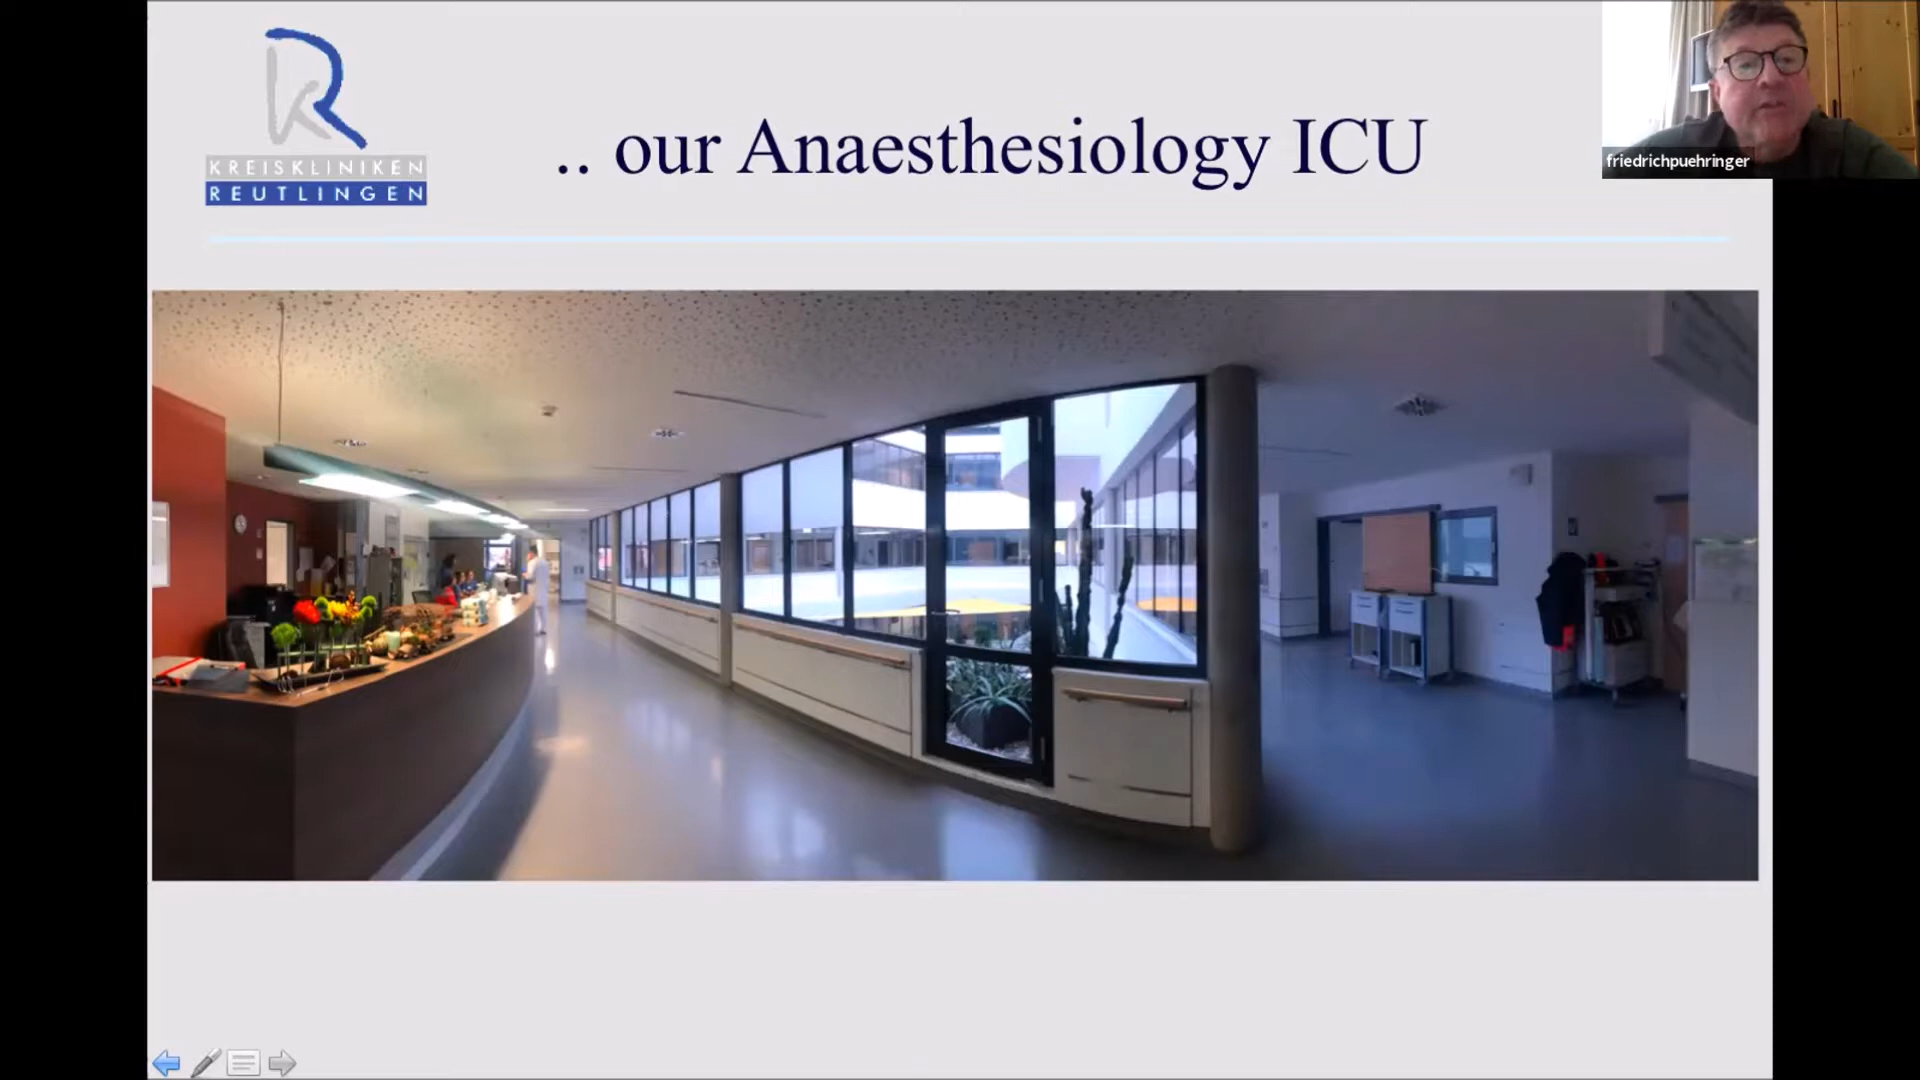 KREISKLINIKEN
REUTLINGEN
.. our Anaesthesiology ICU
friedrichpuehringer